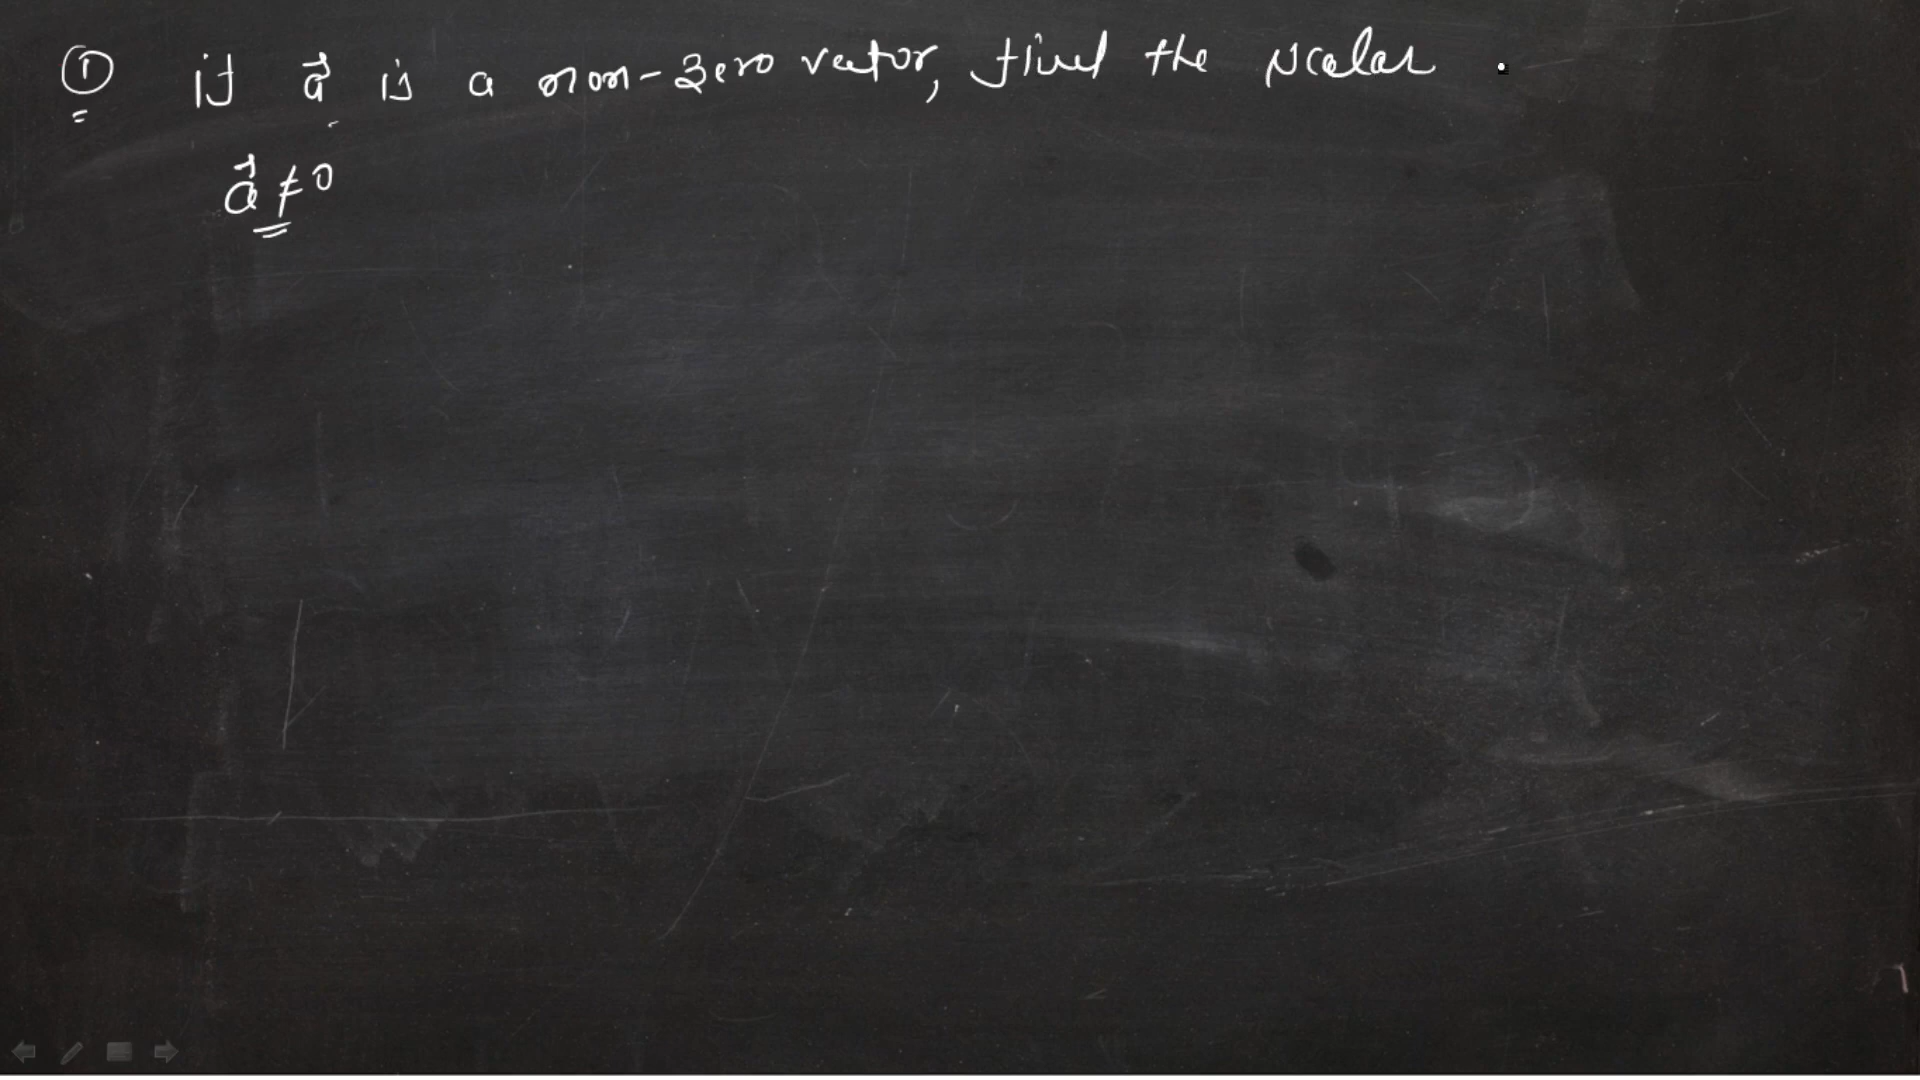 ① if a⃗ is a non-zero vector, find the scalar
a⃗ ≠ 0